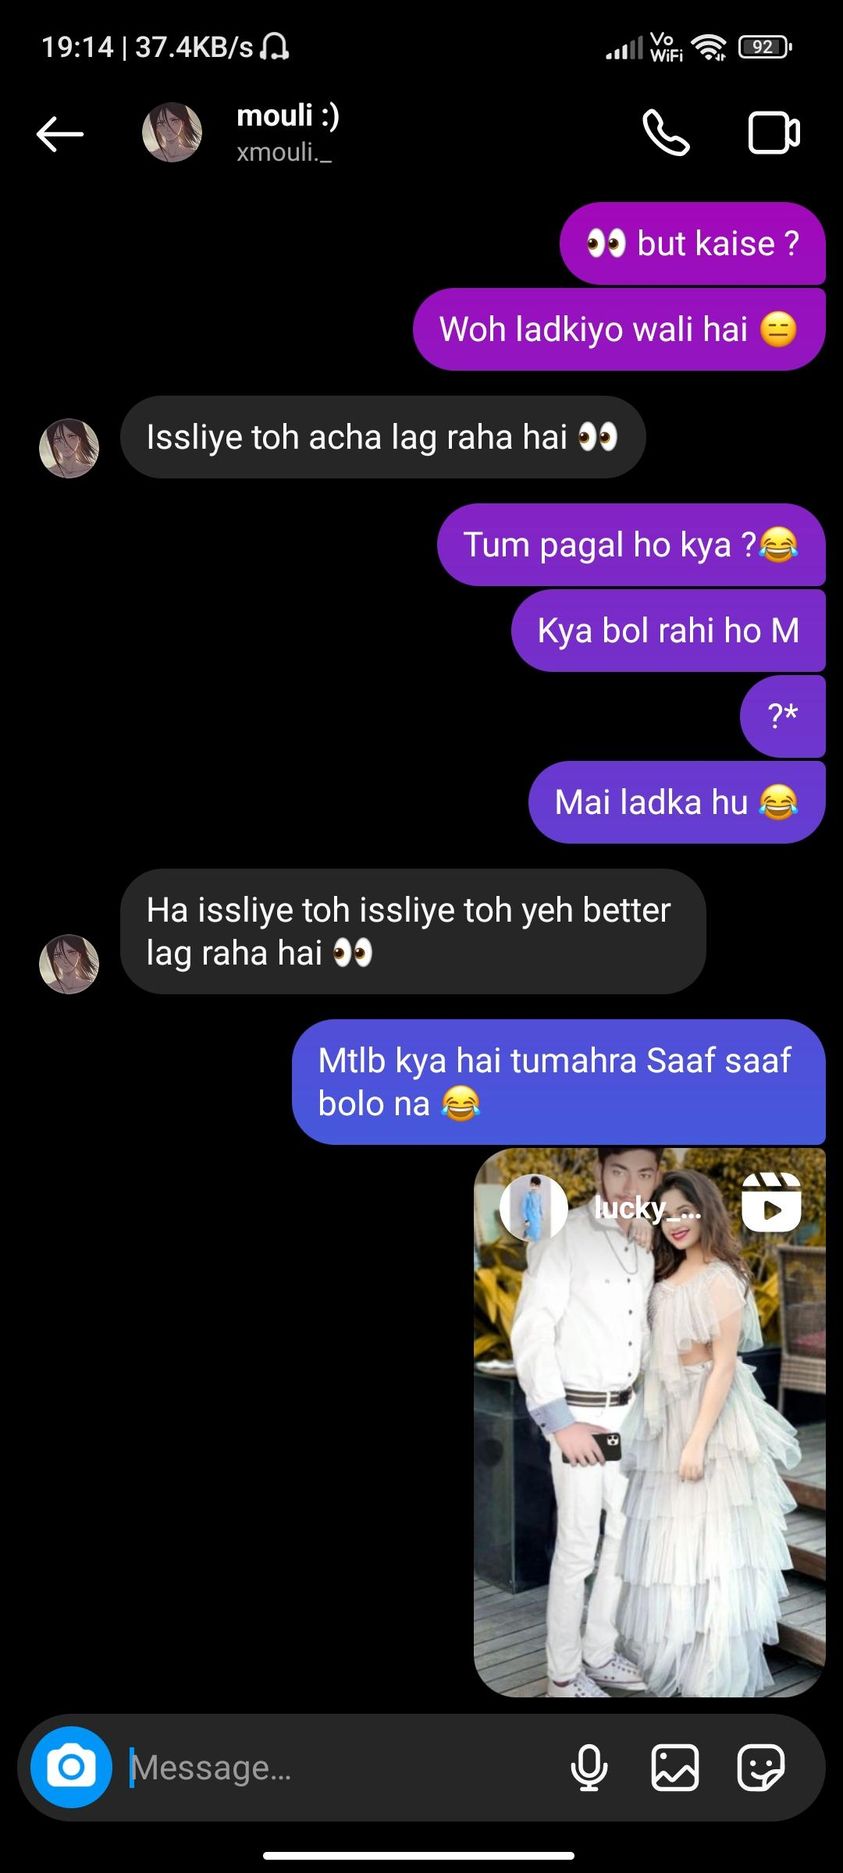 19:14 | 37.4KB/s
Vo
WiFi
92
mouli :)
xmouli._
👀 but kaise ?
Woh ladkiyo wali hai 😑
Issliye toh acha lag raha hai 👀
Tum pagal ho kya ?😂
Kya bol rahi ho M
?*
Mai ladka hu 😂
Ha issliye toh issliye toh yeh better
lag raha hai 👀
Mtlb kya hai tumahra Saaf saaf
bolo na 😂
lucky_...
Message...